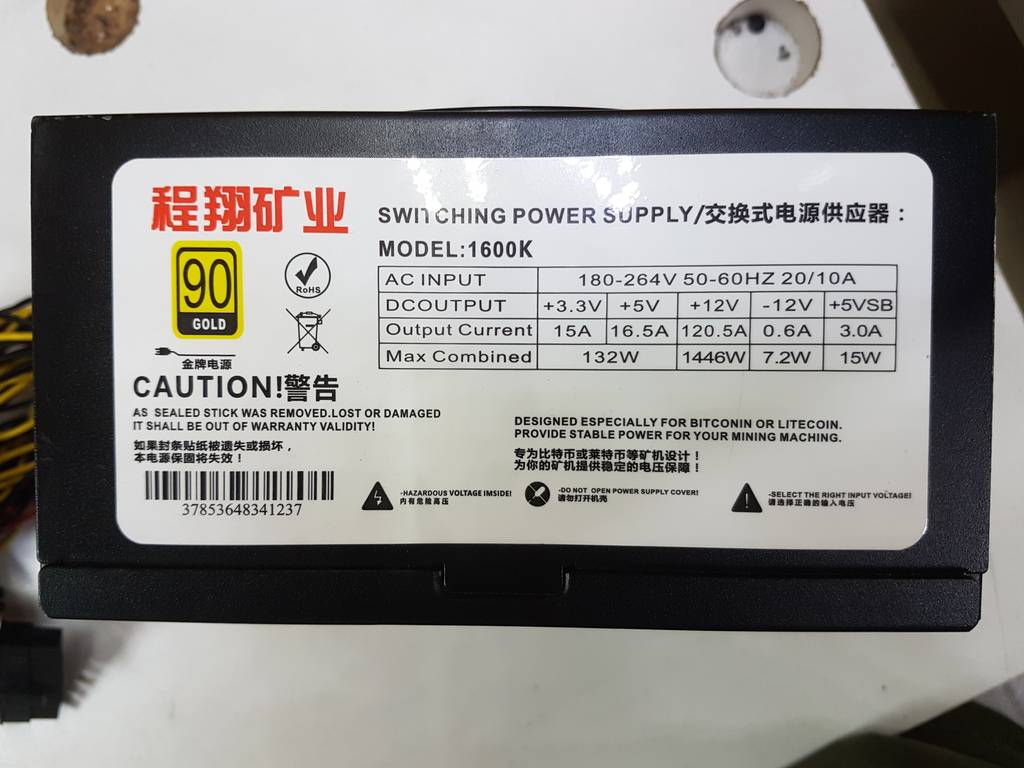 程翔矿业
SWITCHING POWER SUPPLY/交换式电源供应器：
MODEL:1600K
AC INPUT 180-264V 50-60HZ 20/10A
DCOUTPUT +3.3V +5V +12V -12V +5VSB
Output Current 15A 16.5A 120.5A 0.6A 3.0A
Max Combined 132W 1446W 7.2W 15W
90
GOLD
RoHS
金牌电源
CAUTION!警告
AS SEALED STICK WAS REMOVED.LOST OR DAMAGED
IT SHALL BE OUT OF WARRANTY VALIDITY!
如果封条贴纸被遗失或损坏，
本电源保固将失效！
37853648341237
DESIGNED ESPECIALLY FOR BITCONIN OR LITECOIN.
PROVIDE STABLE POWER FOR YOUR MINING MACHING.
专为比特币或莱特币等矿机设计！
为你的矿机提供稳定的电压保障！
-HAZARDOUS VOLTAGE IMSIDE!
内有危险高压
-DO NOT OPEN POWER SUPPLY COVER!
请勿打开机壳
-SELECT THE RIGHT INPUT VOLTAGE!
请选择正确的输入电压